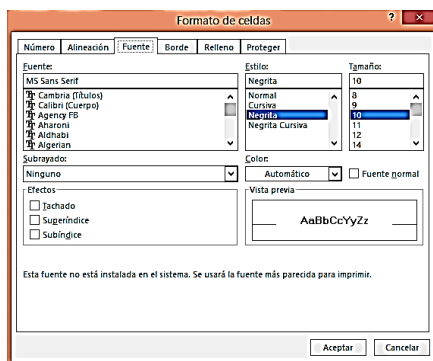 Formato de celdas
? ×
Número Alineación Fuente Borde Relleno Proteger
Fuente: Estilo: Tamaño:
MS Sans Serif Negrita 10
Cambria (Títulos) Normal 8
Calibri (Cuerpo) Cursiva 9
Agency FB Negrita 10
Aharoni Negrita Cursiva 11
Aldhabi 12
Algerian 14
Subrayado: Color:
Ninguno Automático Fuente normal
Efectos Vista previa
Tachado
Superíndice AaBbCcYyZz
Subíndice
Esta fuente no está instalada en el sistema. Se usará la fuente más parecida para imprimir.
Aceptar Cancelar